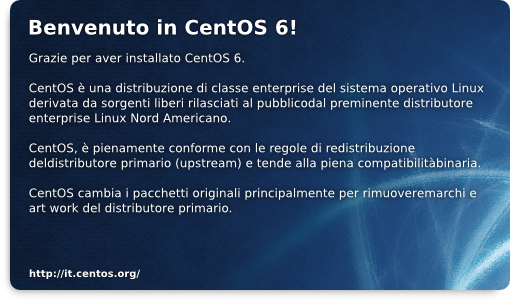 Benvenuto in CentOS 6!
Grazie per aver installato CentOS 6.
CentOS è una distribuzione di classe enterprise del sistema operativo Linux
derivata da sorgenti liberi rilasciati al pubblicodal preminente distributore
enterprise Linux Nord Americano.
CentOS, è pienamente conforme con le regole di redistribuzione
deldistributore primario (upstream) e tende alla piena compatibilitàbinaria.
CentOS cambia i pacchetti originali principalmente per rimuoveremarchi e
art work del distributore primario.
http://it.centos.org/